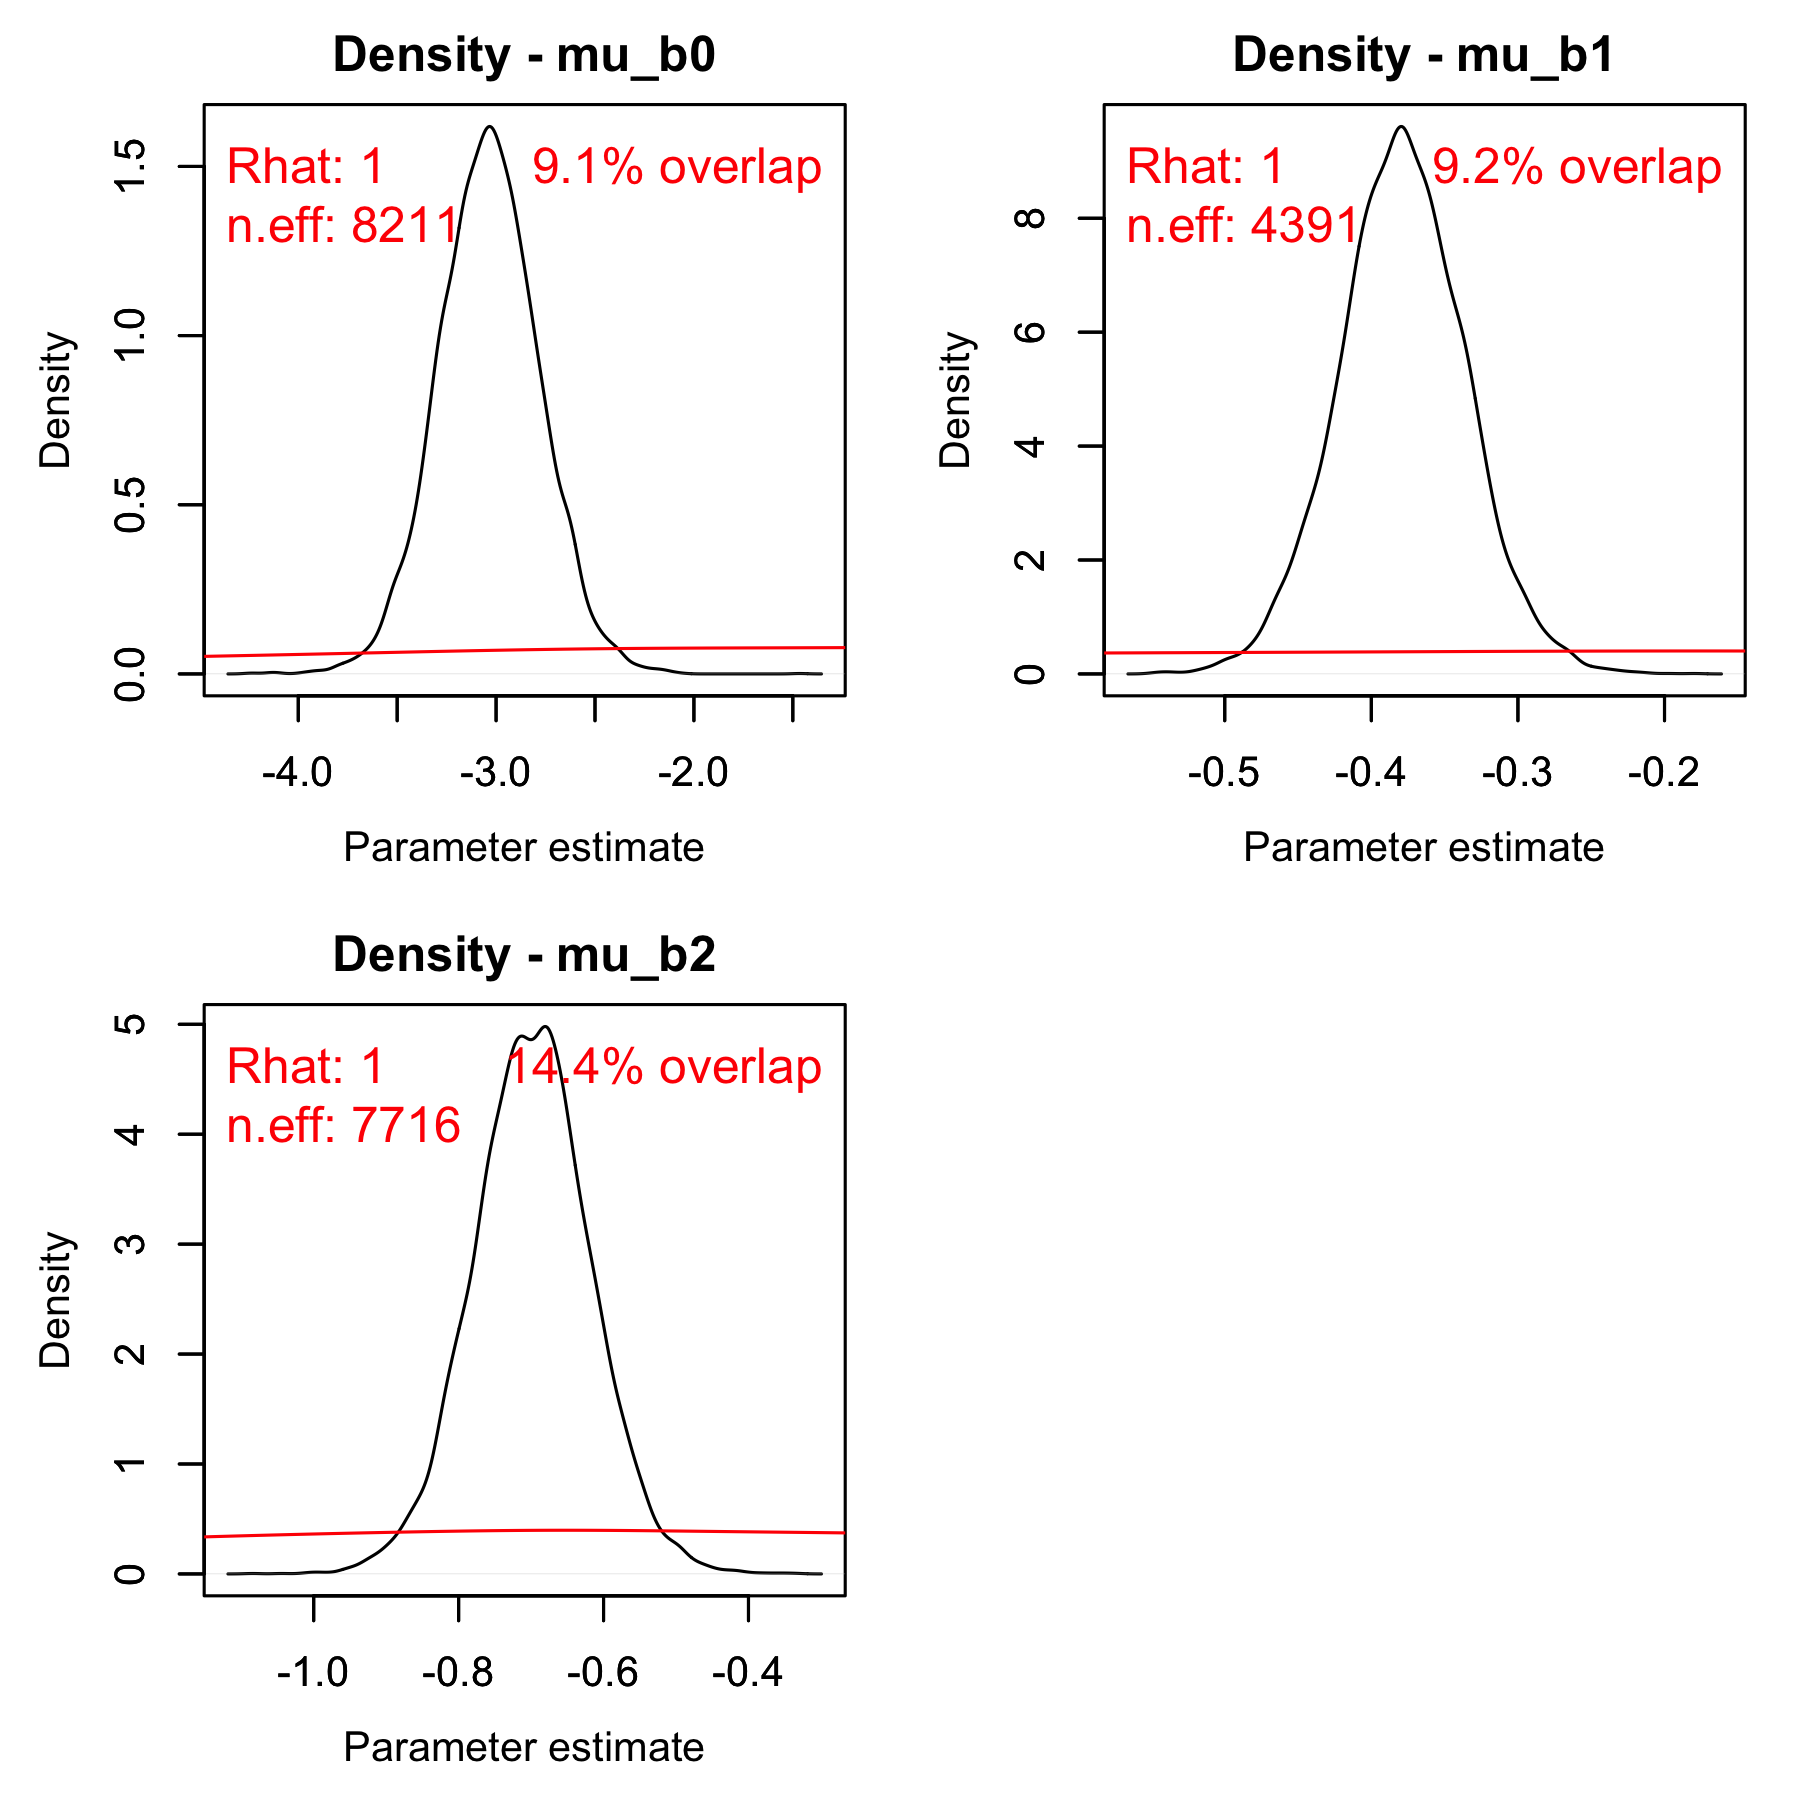 Density - mu_b0
Rhat: 1
9.1% overlap
n.eff: 8211
Density
0.0 0.5 1.0 1.5
-4.0 -3.0 -2.0
Parameter estimate
Density - mu_b1
Rhat: 1
9.2% overlap
n.eff: 4391
Density
0 2 4 6 8
-0.5 -0.4 -0.3 -0.2
Parameter estimate
Density - mu_b2
Rhat: 1
14.4% overlap
n.eff: 7716
Density
0 1 2 3 4 5
-1.0 -0.8 -0.6 -0.4
Parameter estimate